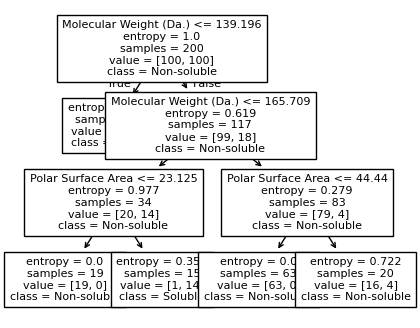 Molecular Weight (Da.) <= 139.196
entropy = 1.0
samples = 200
value = [100, 100]
class = Non-soluble
False
Molecular Weight (Da.) <= 165.709
entropy = 0.619
samples = 117
value = [99, 18]
class = Non-soluble
entropy
value
Polar Surface Area <= 23.125
entropy = 0.977
samples = 34
value = [20, 14]
class = Non-soluble
Polar Surface Area <= 44.44
entropy = 0.279
samples = 83
value = [79, 4]
class = Non-soluble
entropy = 0.0
samples = 19
value = [19, 0]
class = Non-solub
entropy = 0.35
samples = 15
value = [1, 14
class = Solubl
entropy = 0.0
samples = 63
value = [63, 0
class = Non-solu
entropy = 0.722
samples = 20
value = [16, 4]
class = Non-soluble